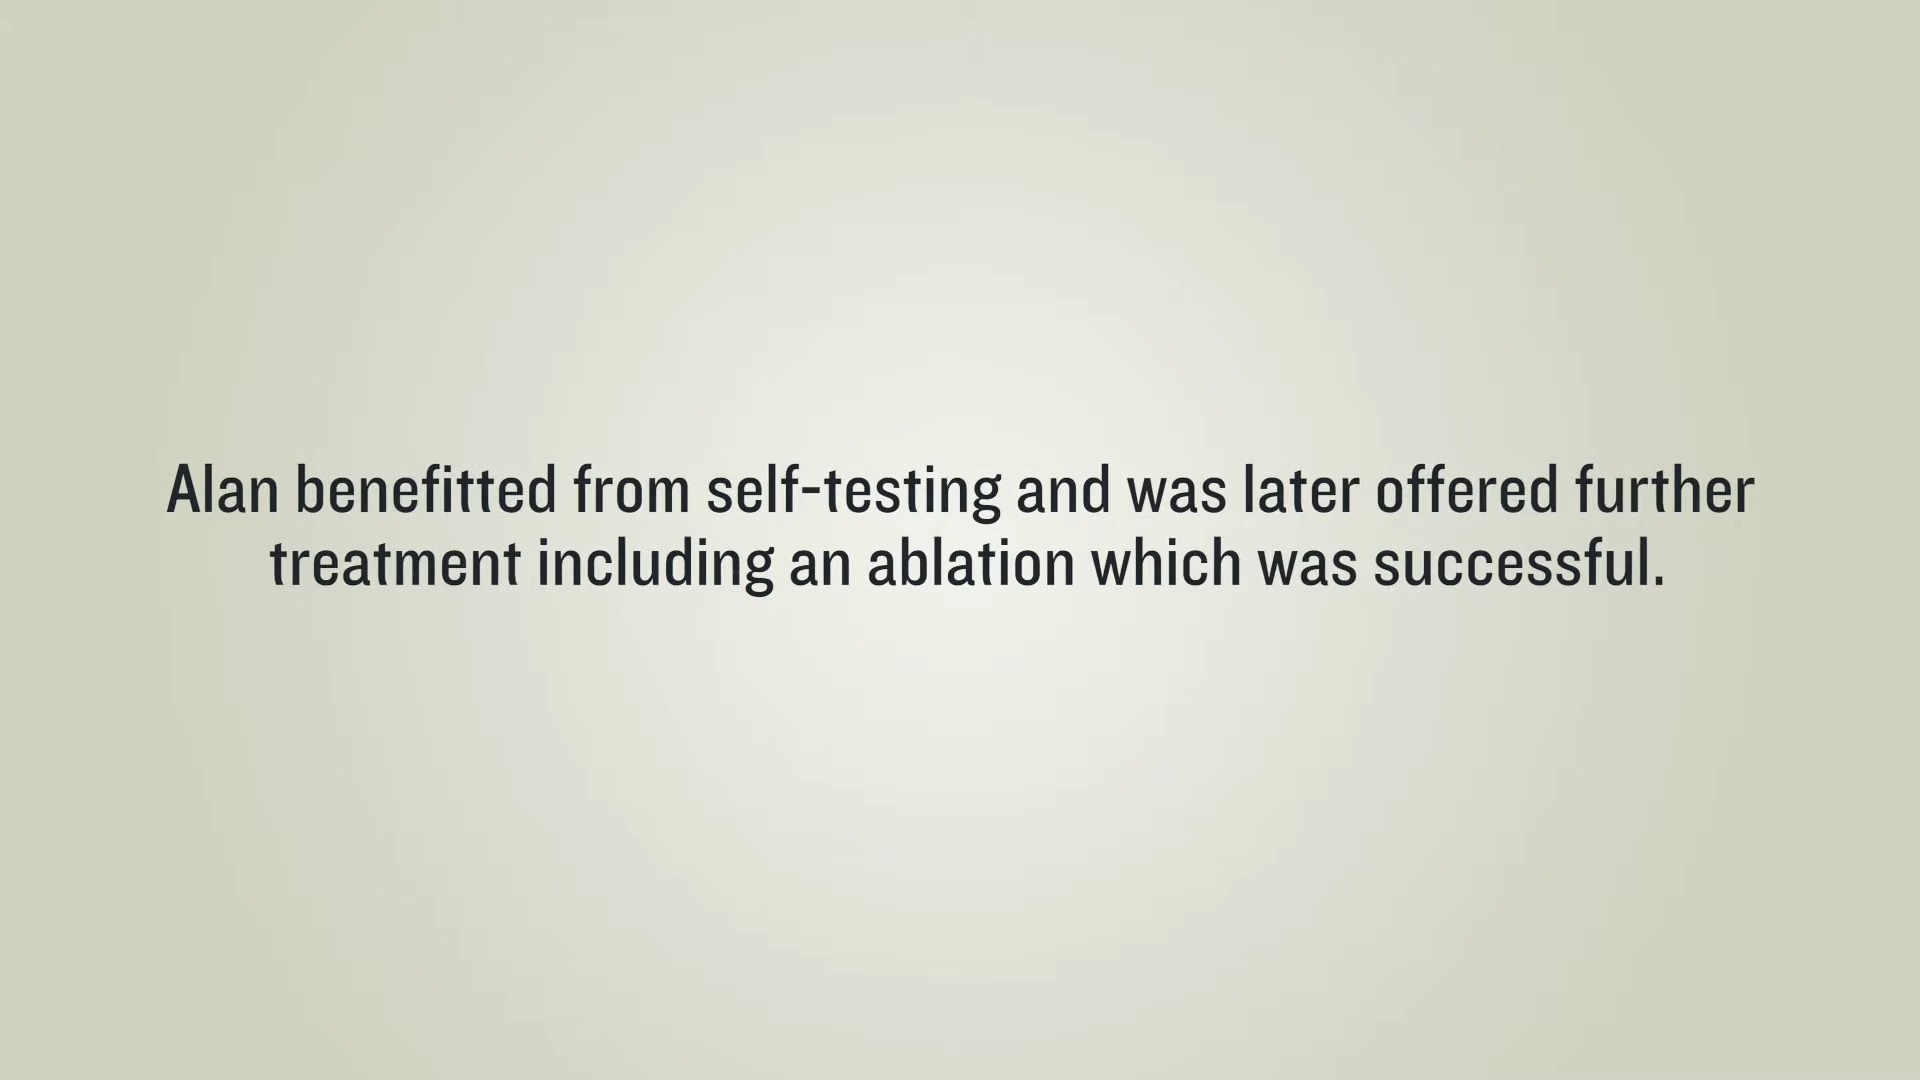 Alan benefitted from self-testing and was later offered further
treatment including an ablation which was successful.